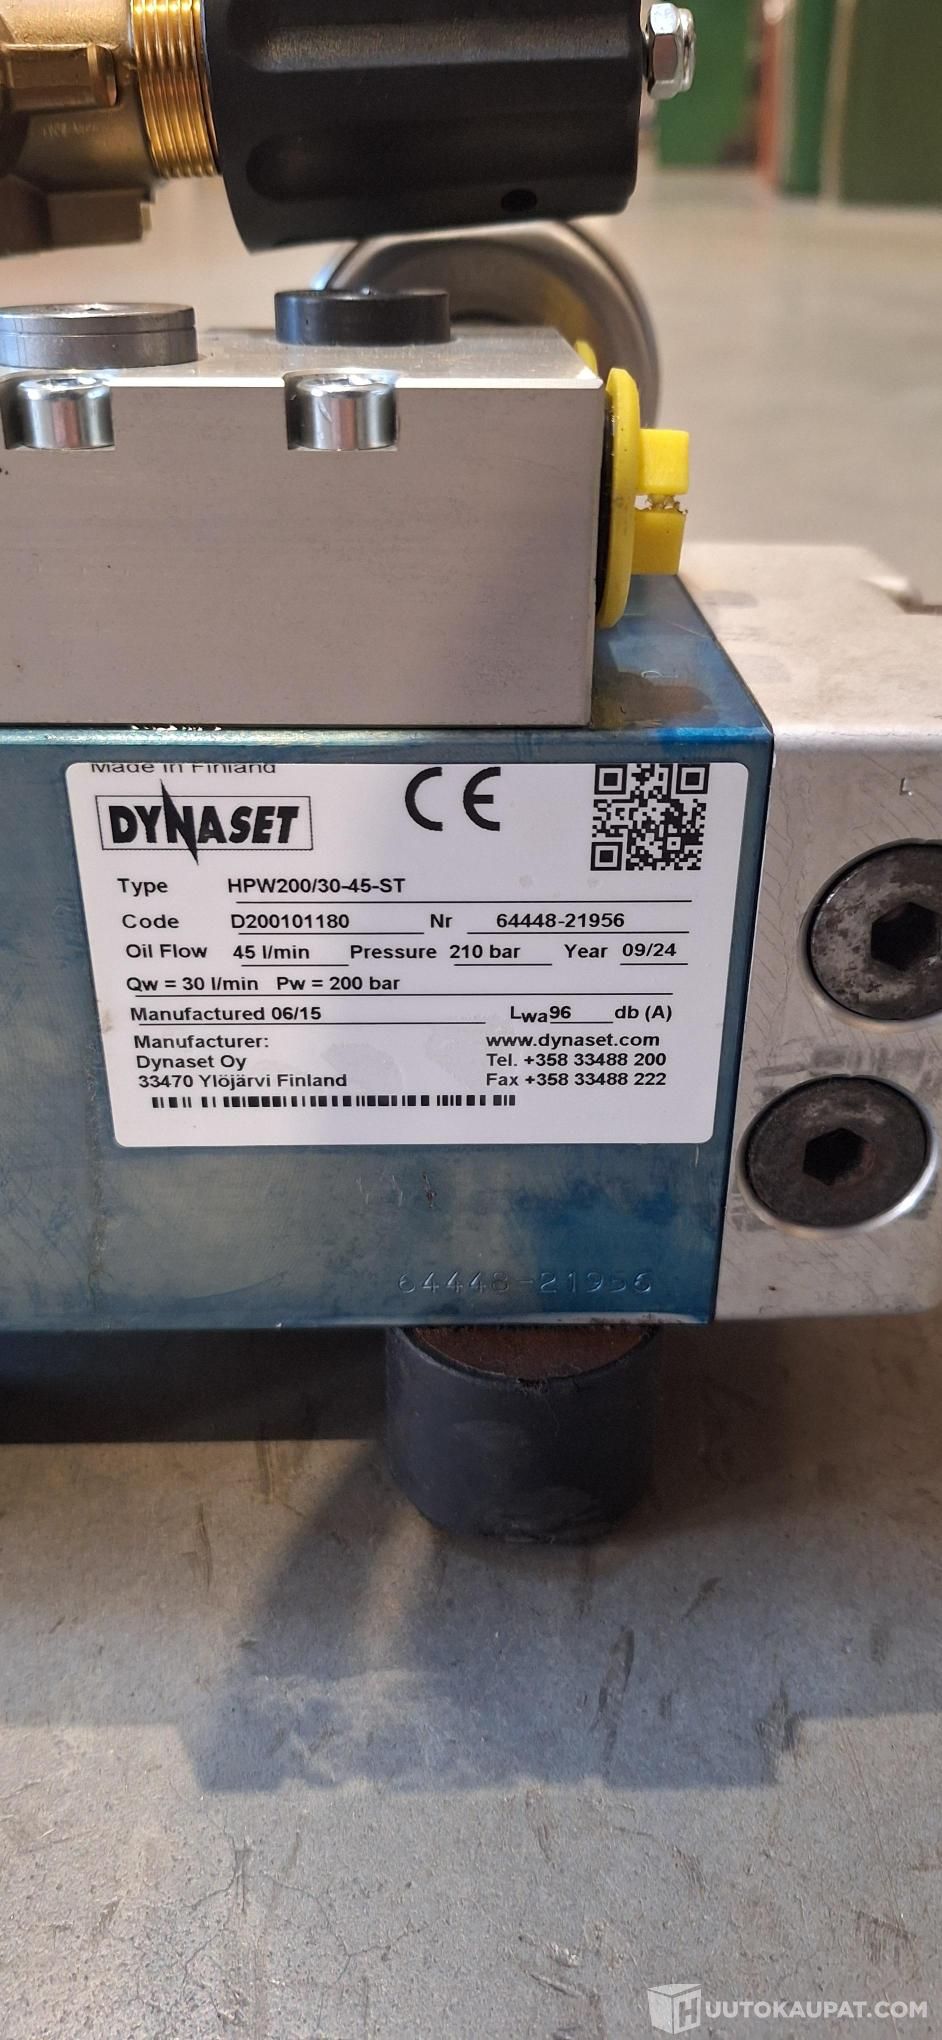 Made in Finland
DYNASET CE
Type HPW200/30-45-ST
Code D200101180 Nr 64448-21956
Oil Flow 45 l/min Pressure 210 bar Year 09/24
Qw = 30 l/min Pw = 200 bar
Manufactured 06/15 Lwa96 db (A)
Manufacturer: www.dynaset.com
Dynaset Oy Tel. +358 33488 200
33470 Ylöjärvi Finland Fax +358 33488 222
64448-21956
HUUTOKAUPAT.COM